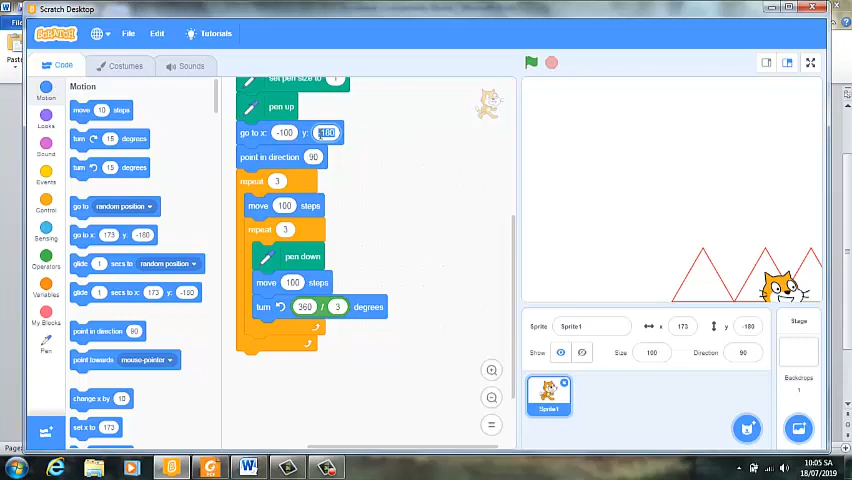 Scratch Desktop
SCRATCH
File
Edit
Tutorials
Code
Costumes
Sounds
Motion
Looks
Sound
Events
Control
Sensing
Operators
Variables
My Blocks
Pen
Motion
move 10 steps
turn 15 degrees
turn 15 degrees
go to random position
go to x: 173 y: -180
glide 1 secs to random position
glide 1 secs to x: 173 y: -180
point in direction 90
point towards mouse-pointer
change x by 10
set x to 173
set pen size to 1
pen up
go to x: -100 y: -180
point in direction 90
repeat 3
move 100 steps
repeat 3
pen down
move 100 steps
turn 360 / 3 degrees
Sprite Sprite1 x 173 y -180
Show Size 100 Direction 90
Sprite1
Stage
Backdrops
1
10:05 SA
18/07/2019